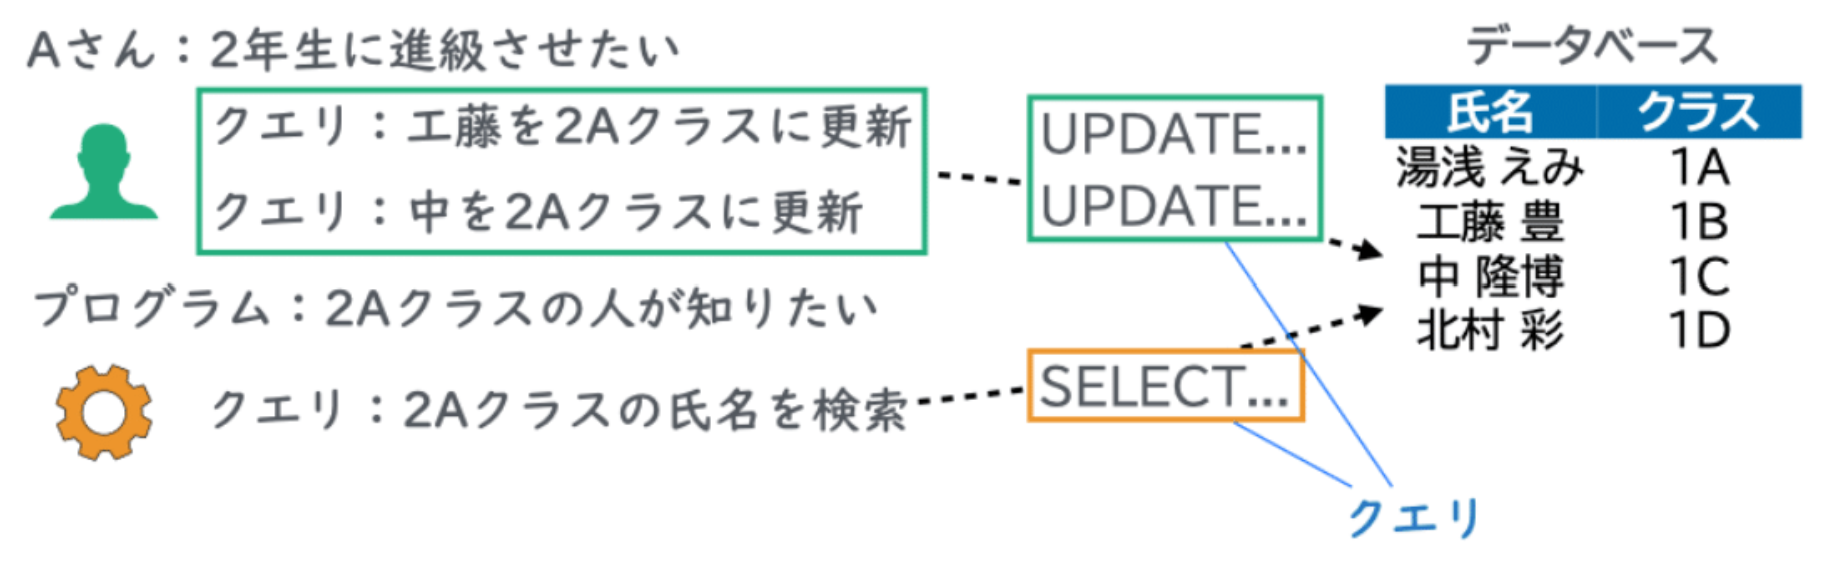 Aさん：2年生に進級させたい
クエリ：工藤を2Aクラスに更新
クエリ：中を2Aクラスに更新
UPDATE...
UPDATE...
プログラム：2Aクラスの人が知りたい
クエリ：2Aクラスの氏名を検索
SELECT...
クエリ
データベース
氏名 クラス
湯浅 えみ 1A
工藤 豊 1B
中 隆博 1C
北村 彩 1D